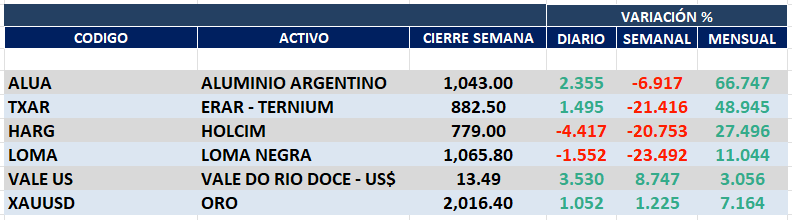 VARIACIÓN %
CODIGO ACTIVO CIERRE SEMANA DIARIO SEMANAL MENSUAL
ALUA ALUMINIO ARGENTINO 1,043.00 2.355 -6.917 66.747
TXAR ERAR - TERNIUM 882.50 1.495 -21.416 48.945
HARG HOLCIM 779.00 -4.417 -20.753 27.496
LOMA LOMA NEGRA 1,065.80 -1.552 -23.492 11.044
VALE US VALE DO RIO DOCE - US$ 13.49 3.530 8.747 3.056
XAUUSD ORO 2,016.40 1.052 1.225 7.164